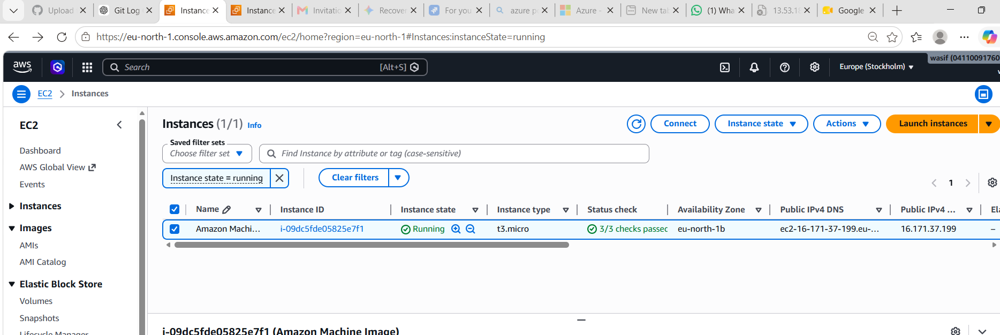 Upload
Git Log
Instance
Instance
Invitatio
Recover
For you
azure p
Azure -
New tab
(1) Wha
13.53.18
Google
https://eu-north-1.console.aws.amazon.com/ec2/home?region=eu-north-1#Instances:instanceState=running
aws
Search
[Alt+S]
Europe (Stockholm)
wasif (04110091760
EC2
Instances
EC2
Dashboard
AWS Global View
Events
Instances
Images
AMIs
AMI Catalog
Elastic Block Store
Volumes
Snapshots
Lifecycle Manager
Instances (1/1) Info
Connect
Instance state
Actions
Launch instances
Saved filter sets
Choose filter set
Find Instance by attribute or tag (case-sensitive)
Instance state = running
Clear filters
1
Name
Instance ID
Instance state
Instance type
Status check
Availability Zone
Public IPv4 DNS
Public IPv4 ...
Ela
Amazon Machi...
i-09dc5fde05825e7f1
Running
t3.micro
3/3 checks passec
eu-north-1b
ec2-16-171-37-199.eu-...
16.171.37.199
–
i-09dc5fde05825e7f1 (Amazon Machine Image)